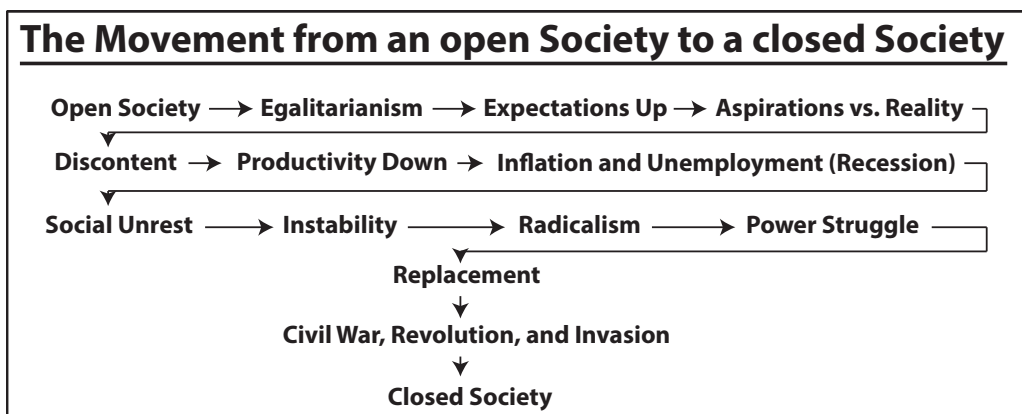 The Movement from an open Society to a closed Society
Open Society → Egalitarianism → Expectations Up → Aspirations vs. Reality
Discontent → Productivity Down → Inflation and Unemployment (Recession)
Social Unrest → Instability → Radicalism → Power Struggle
Replacement
Civil War, Revolution, and Invasion
Closed Society